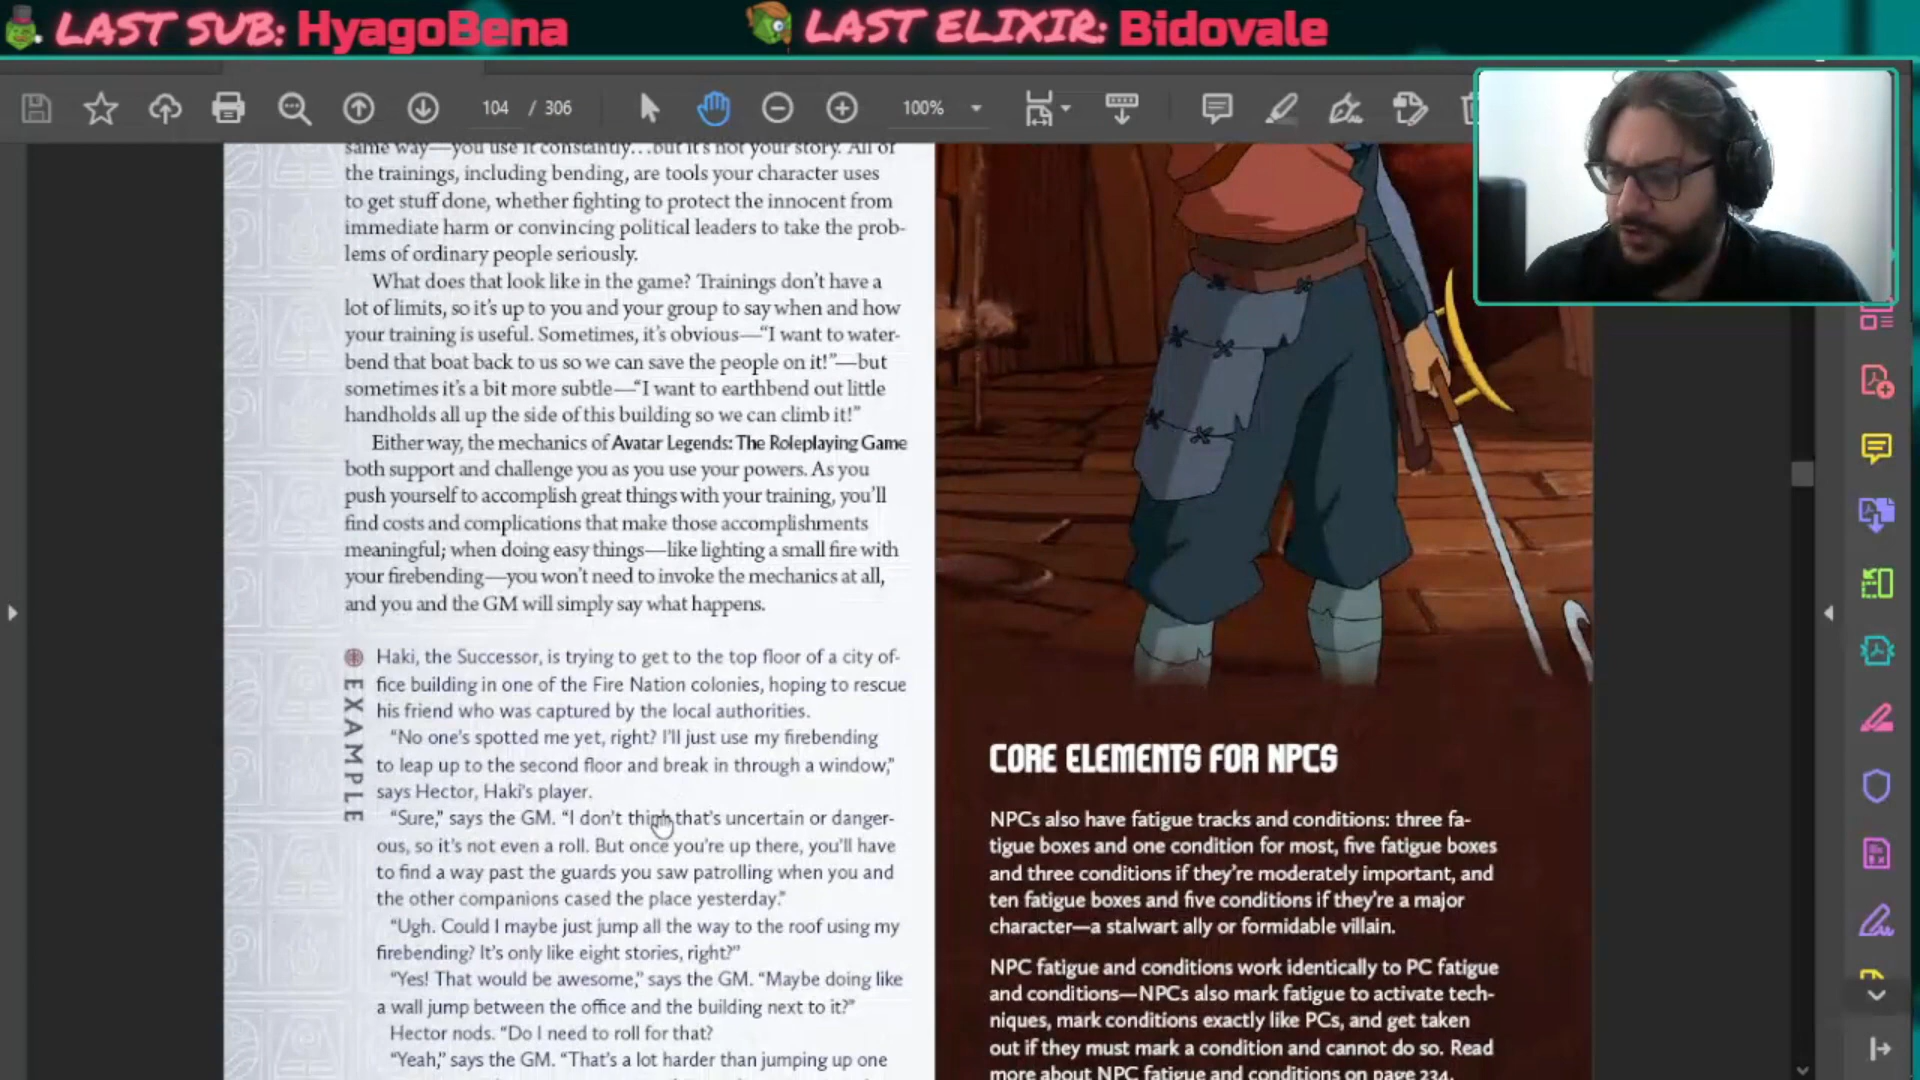 LAST SUB: HyagoBena
LAST ELIXIR: Bidovale
104 / 306
100%
same way—you use it constantly…but it's not your story. All of
the trainings, including bending, are tools your character uses
to get stuff done, whether fighting to protect the innocent from
immediate harm or convincing political leaders to take the prob-
lems of ordinary people seriously.
What does that look like in the game? Trainings don't have a
lot of limits, so it's up to you and your group to say when and how
your training is useful. Sometimes, it's obvious—“I want to water-
bend that boat back to us so we can save the people on it!”—but
sometimes it's a bit more subtle—“I want to earthbend out little
handholds all up the side of this building so we can climb it!”
Either way, the mechanics of Avatar Legends: The Roleplaying Game
both support and challenge you as you use your powers. As you
push yourself to accomplish great things with your training, you'll
find costs and complications that make those accomplishments
meaningful; when doing easy things—like lighting a small fire with
your firebending—you won't need to invoke the mechanics at all,
and you and the GM will simply say what happens.
EXAMPLE
Haki, the Successor, is trying to get to the top floor of a city of-
fice building in one of the Fire Nation colonies, hoping to rescue
his friend who was captured by the local authorities.
“No one's spotted me yet, right? I'll just use my firebending
to leap up to the second floor and break in through a window,”
says Hector, Haki's player.
“Sure,” says the GM. “I don't think that's uncertain or danger-
ous, so it's not even a roll. But once you're up there, you'll have
to find a way past the guards you saw patrolling when you and
the other companions cased the place yesterday.”
“Ugh. Could I maybe just jump all the way to the roof using my
firebending? It's only like eight stories, right?”
“Yes! That would be awesome,” says the GM. “Maybe doing like
a wall jump between the office and the building next to it?”
Hector nods. “Do I need to roll for that?
“Yeah,” says the GM. “That's a lot harder than jumping up one
CORE ELEMENTS FOR NPCS
NPCs also have fatigue tracks and conditions: three fa-
tigue boxes and one condition for most, five fatigue boxes
and three conditions if they're moderately important, and
ten fatigue boxes and five conditions if they're a major
character—a stalwart ally or formidable villain.
NPC fatigue and conditions work identically to PC fatigue
and conditions—NPCs also mark fatigue to activate tech-
niques, mark conditions exactly like PCs, and get taken
out if they must mark a condition and cannot do so. Read
more about NPC fatigue and conditions on page 234.